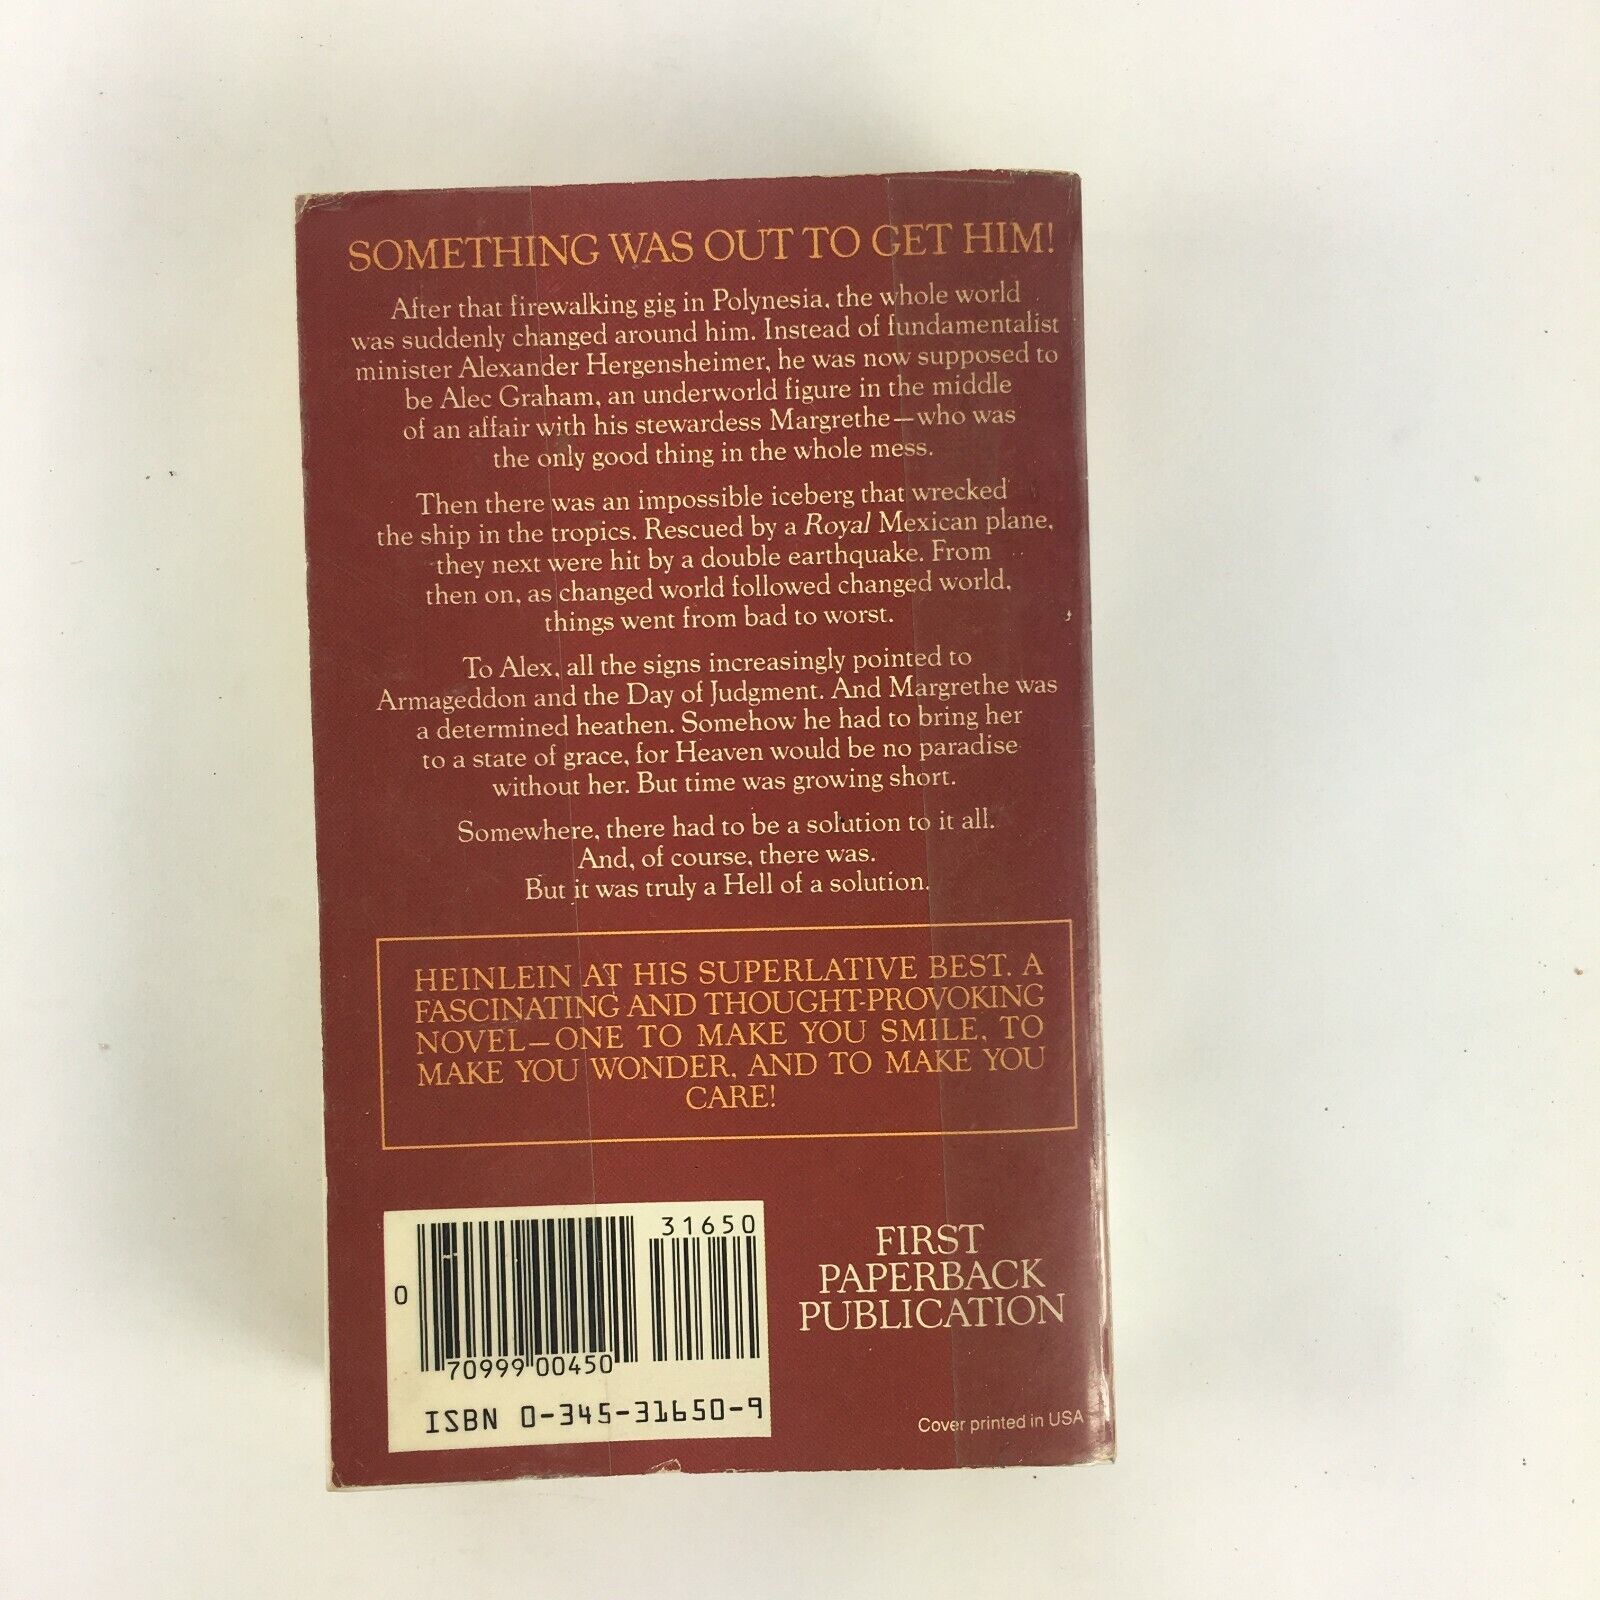 SOMETHING WAS OUT TO GET HIM!
After that firewalking gig in Polynesia, the whole world
was suddenly changed around him. Instead of fundamentalist
minister Alexander Hergensheimer, he was now supposed to
be Alec Graham, an underworld figure in the middle
of an affair with his stewardess Margrethe—who was
the only good thing in the whole mess.
Then there was an impossible iceberg that wrecked
the ship in the tropics. Rescued by a Royal Mexican plane,
they next were hit by a double earthquake. From
then on, as changed world followed changed world,
things went from bad to worst.
To Alex, all the signs increasingly pointed to
Armageddon and the Day of Judgment. And Margrethe was
a determined heathen. Somehow he had to bring her
to a state of grace, for Heaven would be no paradise
without her. But time was growing short.
Somewhere, there had to be a solution to it all.
And, of course, there was.
But it was truly a Hell of a solution.
HEINLEIN AT HIS SUPERLATIVE BEST. A
FASCINATING AND THOUGHT-PROVOKING
NOVEL—ONE TO MAKE YOU SMILE, TO
MAKE YOU WONDER, AND TO MAKE YOU
CARE!
31650
0
70999 00450
ISBN 0-345-31650-9
FIRST
PAPERBACK
PUBLICATION
Cover printed in USA